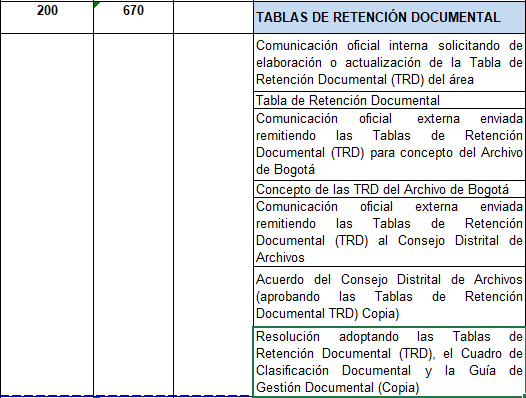 200 670 TABLAS DE RETENCIÓN DOCUMENTAL
Comunicación oficial interna solicitando de
elaboración o actualización de la Tabla de
Retención Documental (TRD) del área
Tabla de Retención Documental
Comunicación oficial externa enviada
remitiendo las Tablas de Retención
Documental (TRD) para concepto del Archivo
de Bogotá
Concepto de las TRD del Archivo de Bogotá
Comunicación oficial externa enviada
remitiendo las Tablas de Retención
Documental (TRD) al Consejo Distrital de
Archivos
Acuerdo del Consejo Distrital de Archivos
(aprobando las Tablas de Retención
Documental TRD) Copia)
Resolución adoptando las Tablas de
Retención Documental (TRD), el Cuadro de
Clasificación Documental y la Guía de
Gestión Documental (Copia)